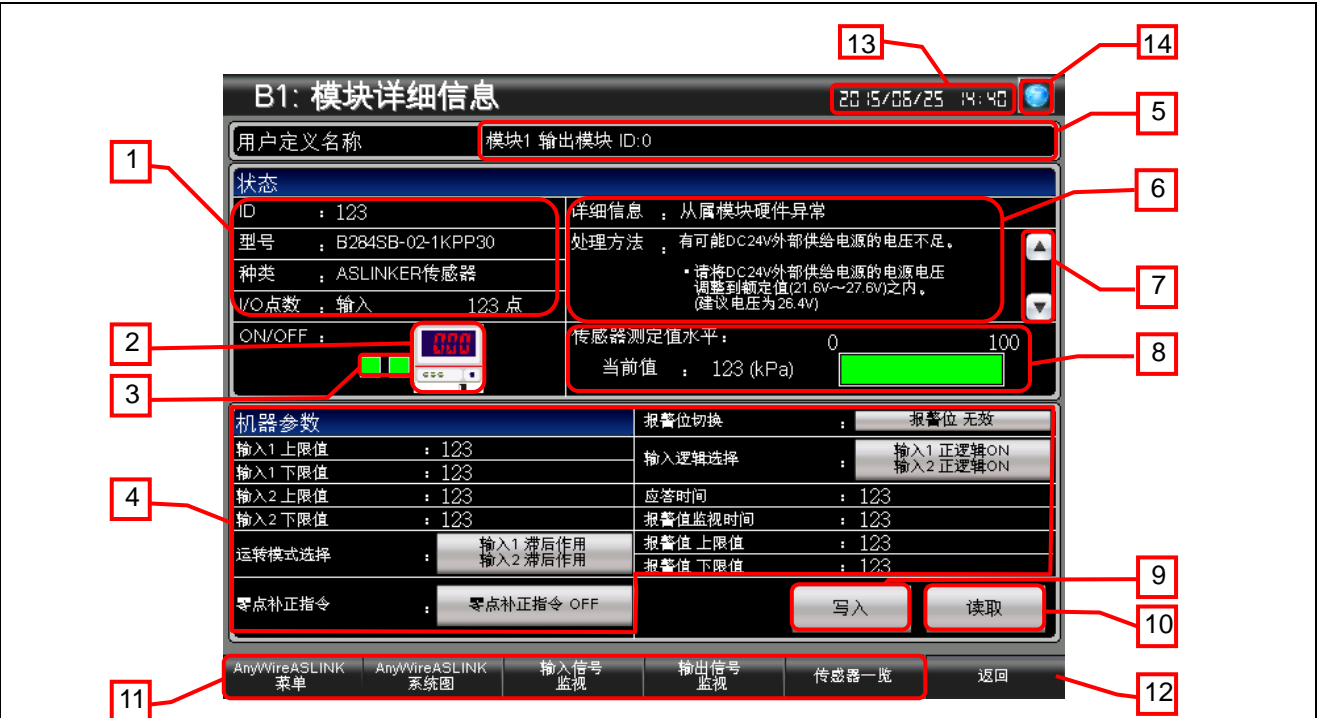 13
14
B1: 模块详细信息
2015/06/25 14:40
5
用户定义名称
模块1 输出模块 ID:0
1
状态
6
ID : 123
型号 : B284SB-02-1KPP30
种类 : ASLINKER传感器
I/O点数 : 输入 123 点
ON/OFF :
详细信息 : 从属模块硬件异常
处理方法 : 有可能DC24V外部供给电源的电压不足。
・请将DC24V外部供给电源的电源电压
调整到额定值(21.6V～27.6V)之内。
(建议电压为26.4V)
7
2
000
3
传感器测定值水平:
0
100
当前值 : 123 (kPa)
8
机器参数
输入1 上限值 : 123
输入1 下限值 : 123
输入2 上限值 : 123
输入2 下限值 : 123
4
运转模式选择 :
输入1 滞后作用
输入2 滞后作用
零点补正指令 : 零点补正指令 OFF
报警位切换 : 报警位 无效
输入逻辑选择 :
输入1 正逻辑ON
输入2 正逻辑ON
应答时间 : 123
报警值监视时间 : 123
报警值 上限值 : 123
报警值 下限值 : 123
9
写入
读取
10
AnyWireASLINK
菜单
AnyWireASLINK
系统图
输入信号
监视
输出信号
监视
传感器一览
返回
11
12